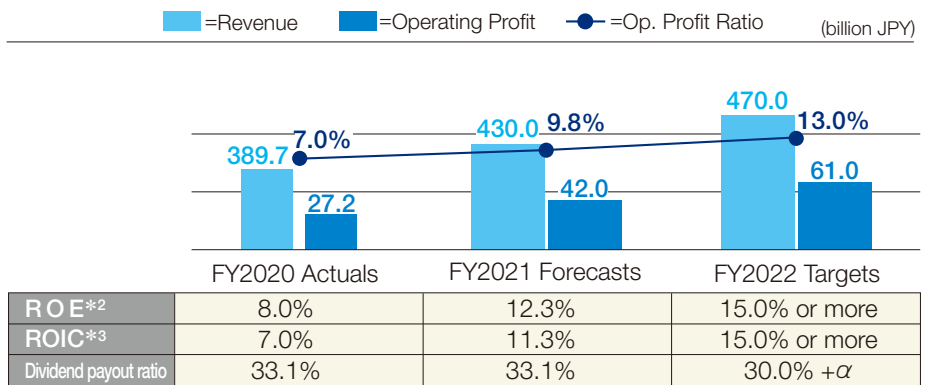 =Revenue =Operating Profit =Op. Profit Ratio (billion JPY)
470.0
430.0 9.8% 13.0%
7.0%
389.7
61.0
42.0
27.2
FY2020 Actuals FY2021 Forecasts FY2022 Targets
ROE*2 8.0% 12.3% 15.0% or more
ROIC*3 7.0% 11.3% 15.0% or more
Dividend payout ratio 33.1% 33.1% 30.0% +α